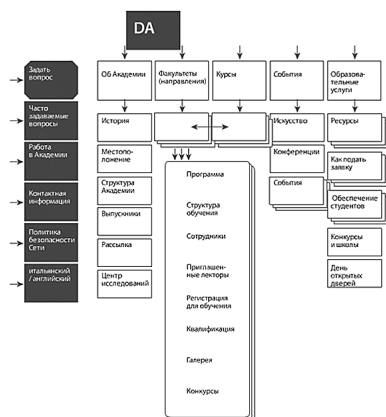 DA
Задать
вопрос
Часто
задаваемые
вопросы
Работа
в Академии
Контактная
информация
Политика
безопасности
Сети
итальянский
/английский
Об Академии
История
Местопо-
ложение
Структура
Академии
Выпускники
Рассылка
Центр
исследований
Факультеты
(направления)
Курсы
Программа
Структура
обучения
Сотрудники
Приглашен-
ные лекторы
Регистрация
для обучения
Квалификация
Галерея
Конкурсы
События
Искусство
Конференции
События
Образова-
тельные
услуги
Ресурсы
Как подать
заявку
Обеспечение
студентов
Конкурсы
и школы
День
открытых
дверей